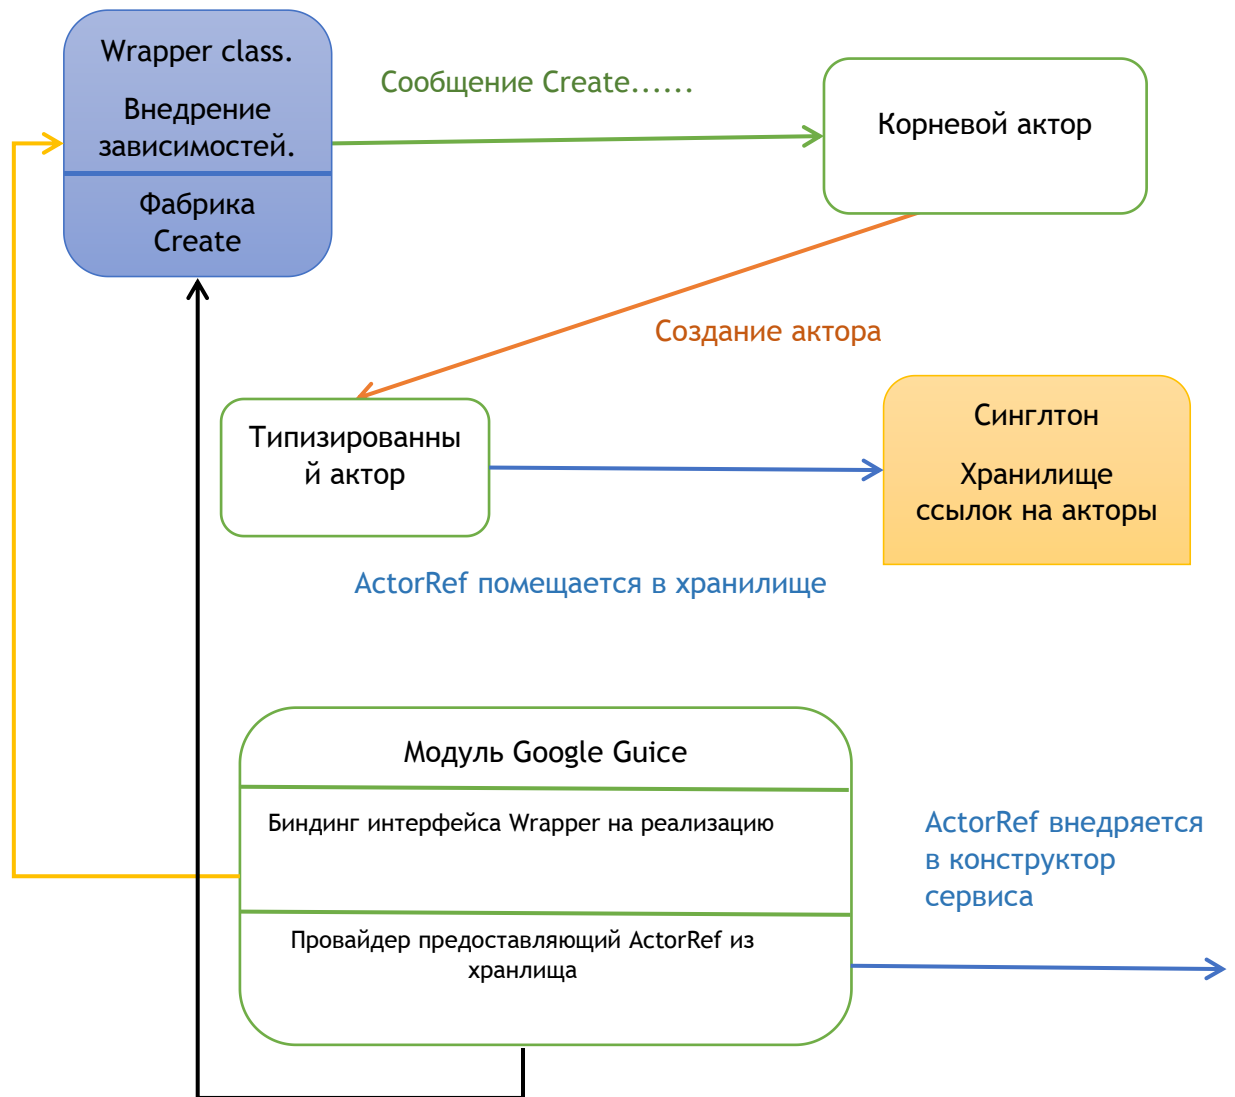 Wrapper class.
Внедрение
зависимостей.
Фабрика
Create
Сообщение Create......
Корневой актор
Создание актора
Типизированны
й актор
Синглтон
Хранилище
ссылок на акторы
ActorRef помещается в хранилище
Модуль Google Guice
Биндинг интерфейса Wrapper на реализацию
Провайдер предоставляющий ActorRef из
хранлища
ActorRef внедряется
в конструктор
сервиса